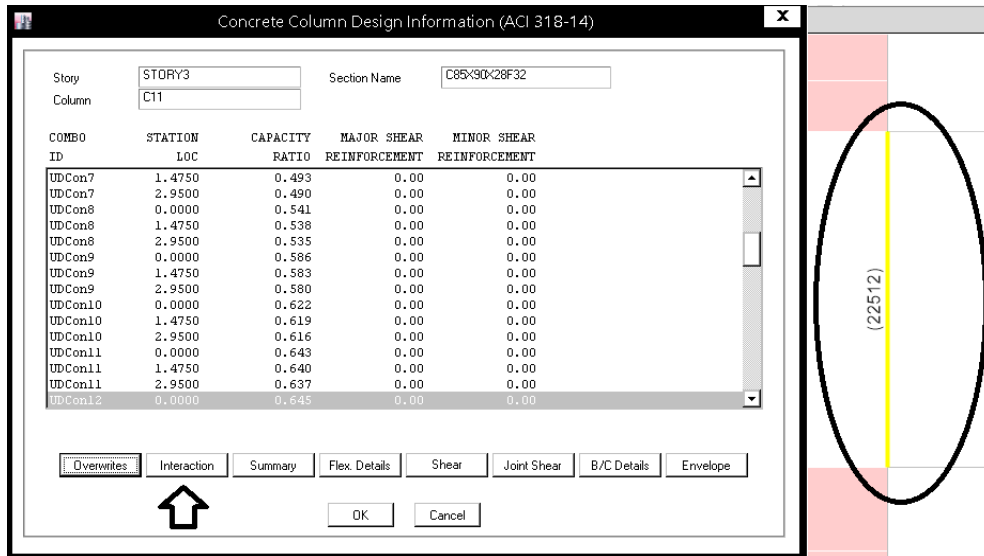 Concrete Column Design Information (ACI 318-14)
X
Story STORY3 Section Name C85X90X28F32
Column C11
COMBO STATION CAPACITY MAJOR SHEAR MINOR SHEAR
ID LOC RATIO REINFORCEMENT REINFORCEMENT
UDCon7 1.4750 0.493 0.00 0.00
UDCon7 2.9500 0.490 0.00 0.00
UDCon8 0.0000 0.541 0.00 0.00
UDCon8 1.4750 0.538 0.00 0.00
UDCon8 2.9500 0.535 0.00 0.00
UDCon9 0.0000 0.586 0.00 0.00
UDCon9 1.4750 0.583 0.00 0.00
UDCon9 2.9500 0.580 0.00 0.00
UDCon10 0.0000 0.622 0.00 0.00
UDCon10 1.4750 0.619 0.00 0.00
UDCon10 2.9500 0.616 0.00 0.00
UDCon11 0.0000 0.643 0.00 0.00
UDCon11 1.4750 0.640 0.00 0.00
UDCon11 2.9500 0.637 0.00 0.00
UDCon12 0.0000 0.645 0.00 0.00
Overwrites Interaction Summary Flex. Details Shear Joint Shear B/C Details Envelope
OK Cancel
(22512)